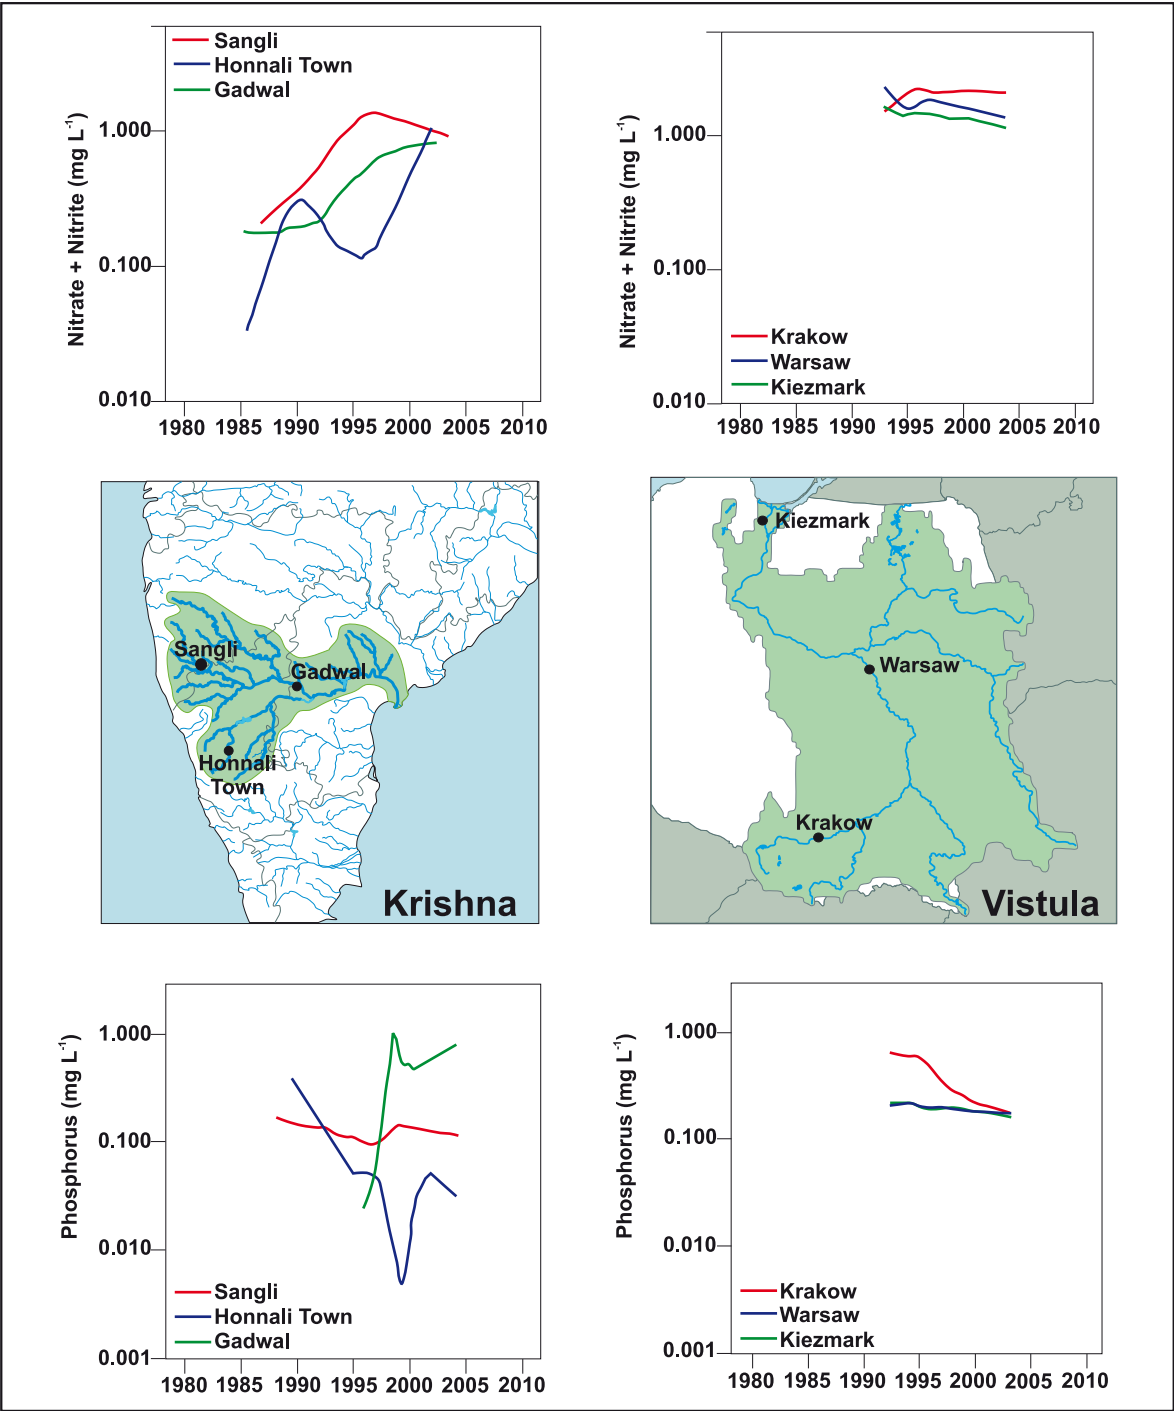 Sangli
Honnali Town
Gadwal
Nitrate + Nitrite (mg L⁻¹)
1.000
0.100
0.010
1980 1985 1990 1995 2000 2005 2010
Nitrate + Nitrite (mg L⁻¹)
1.000
0.100
0.010
Krakow
Warsaw
Kiezmark
1980 1985 1990 1995 2000 2005 2010
Sangli
Gadwal
Honnali
Town
Krishna
Kiezmark
Warsaw
Krakow
Vistula
Phosphorus (mg L⁻¹)
1.000
0.100
0.010
0.001
Sangli
Honnali Town
Gadwal
1980 1985 1990 1995 2000 2005 2010
Phosphorus (mg L⁻¹)
1.000
0.100
0.010
0.001
Krakow
Warsaw
Kiezmark
1980 1985 1990 1995 2000 2005 2010